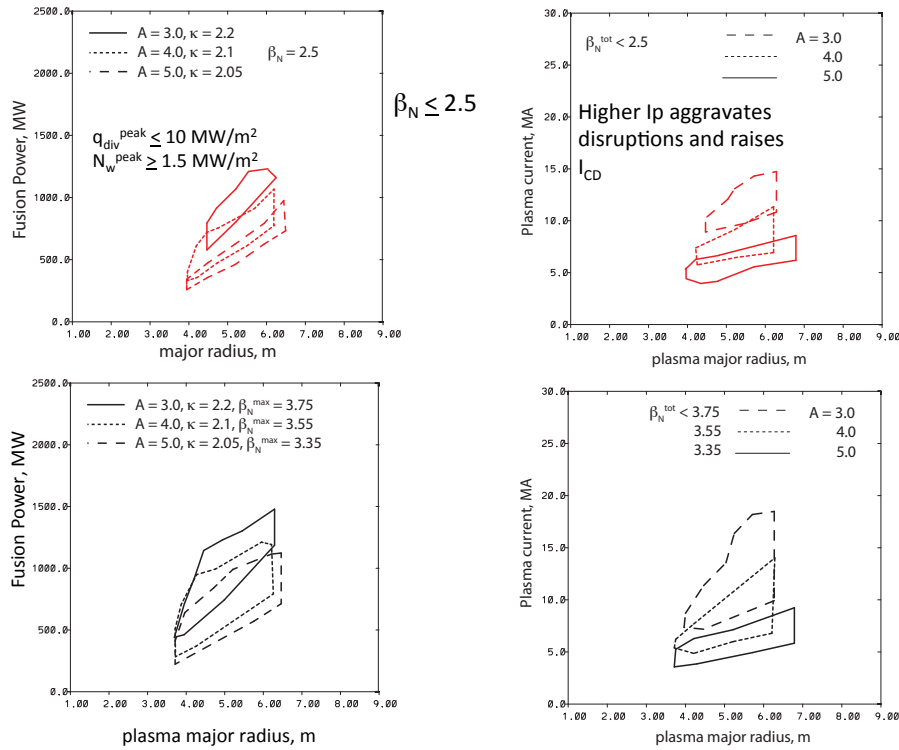 2500.0
2000.0
1500.0
1000.0
500.0
0.0
Fusion Power, MW
A = 3.0, κ = 2.2
A = 4.0, κ = 2.1
A = 5.0, κ = 2.05
β_N = 2.5
q_div^peak ≤ 10 MW/m²
N_w^peak ≥ 1.5 MW/m²
1.00 2.00 3.00 4.00 5.00 6.00 7.00 8.00 9.00
major radius, m
β_N ≤ 2.5
30.0
25.0
20.0
15.0
10.0
5.0
0.0
Plasma current, MA
β_N^tot < 2.5
A = 3.0
4.0
5.0
Higher Ip aggravates
disruptions and raises
I_CD
1.00 2.00 3.00 4.00 5.00 6.00 7.00 8.00 9.00
plasma major radius, m
2500.0
2000.0
1500.0
1000.0
500.0
0.0
Fusion Power, MW
A = 3.0, κ = 2.2, β_N^max = 3.75
A = 4.0, κ = 2.1, β_N^max = 3.55
A = 5.0, κ = 2.05, β_N^max = 3.35
1.00 2.00 3.00 4.00 5.00 6.00 7.00 8.00 9.00
plasma major radius, m
30.0
25.0
20.0
15.0
10.0
5.0
0.0
Plasma current, MA
β_N^tot < 3.75 A = 3.0
3.55 4.0
3.35 5.0
1.00 2.00 3.00 4.00 5.00 6.00 7.00 8.00 9.00
plasma major radius, m